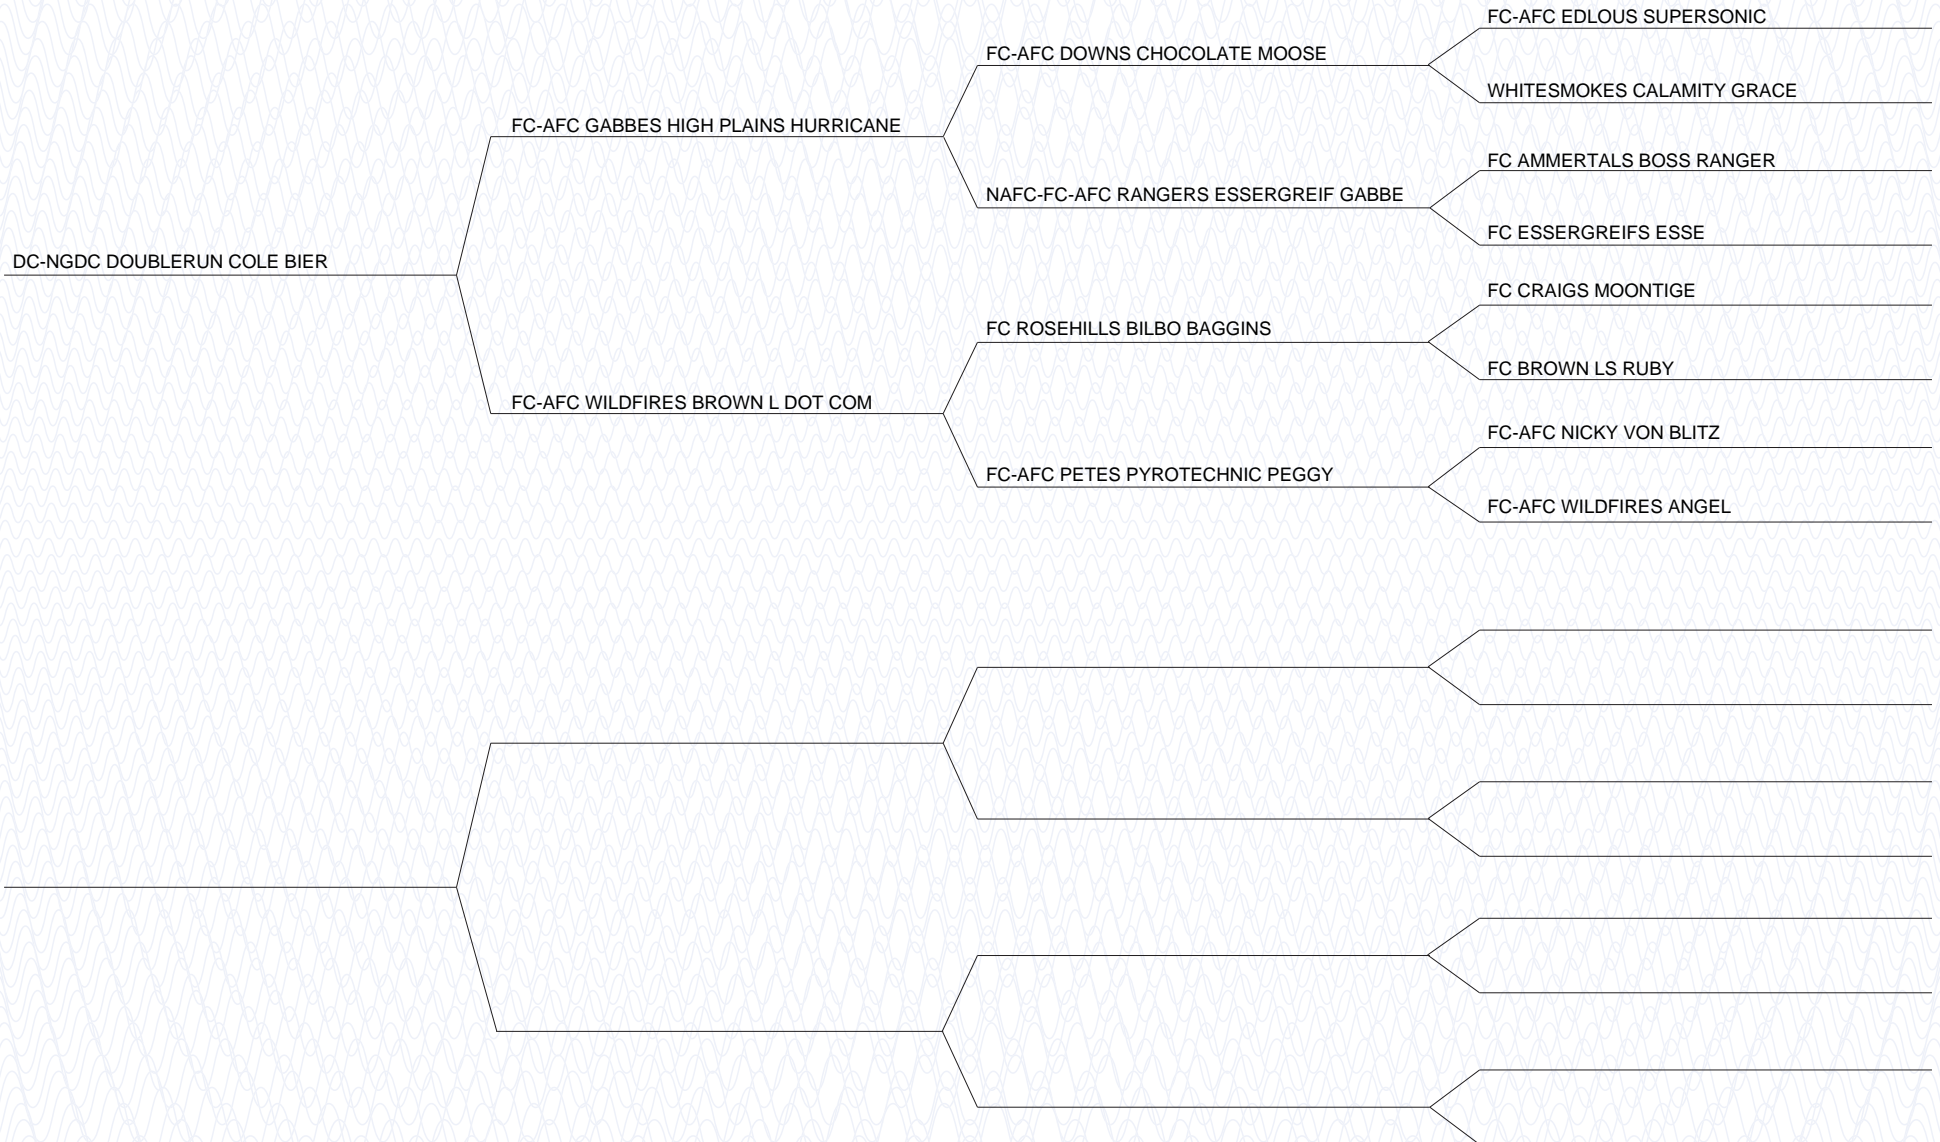 FC-AFC EDLOUS SUPERSONIC
FC-AFC DOWNS CHOCOLATE MOOSE
WHITESMOKES CALAMITY GRACE
FC-AFC GABBES HIGH PLAINS HURRICANE
FC AMMERTALS BOSS RANGER
NAFC-FC-AFC RANGERS ESSERGREIF GABBE
FC ESSERGREIFS ESSE
DC-NGDC DOUBLERUN COLE BIER
FC CRAIGS MOONTIGE
FC ROSEHILLS BILBO BAGGINS
FC BROWN LS RUBY
FC-AFC WILDFIRES BROWN L DOT COM
FC-AFC NICKY VON BLITZ
FC-AFC PETES PYROTECHNIC PEGGY
FC-AFC WILDFIRES ANGEL